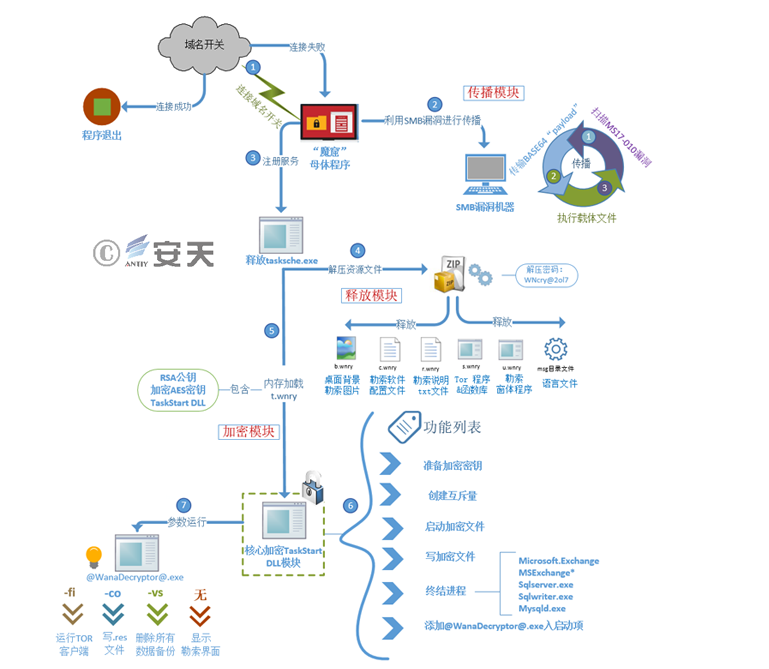 域名开关
连接失败
1
连接域名开关
连接成功
程序退出
“魔窟”
母体程序
2
利用SMB漏洞进行传播
传播模块
SMB漏洞机器
传输BASE64“payload”
扫描MS17-010漏洞
1
传播
2
3
执行载体文件
3
注册服务
释放tasksche.exe
© ANTIY 安天
4
解压资源文件
ZIP
解压密码:
WNcry@2ol7
释放模块
释放
释放
5
b.wnry
桌面背景
勒索图片
c.wnry
勒索软件
配置文件
r.wnry
勒索说明
txt文件
s.wnry
Tor 程序
&函数库
u.wnry
勒索
窗体程序
msg目录文件
语言文件
RSA公钥
加密AES密钥
TaskStart DLL
包含
内存加载
t.wnry
加密模块
功能列表
准备加密密钥
创建互斥量
启动加密文件
写加密文件
终结进程
Microsoft.Exchange
MSExchange*
Sqlserver.exe
Sqlwriter.exe
Mysqld.exe
添加@WanaDecryptor@.exe入启动项
6
核心加密TaskStart
DLL模块
7
参数运行
@WanaDecryptor@.exe
-fi
运行TOR
客户端
-co
写.res
文件
-vs
删除所有
数据备份
无
显示
勒索界面